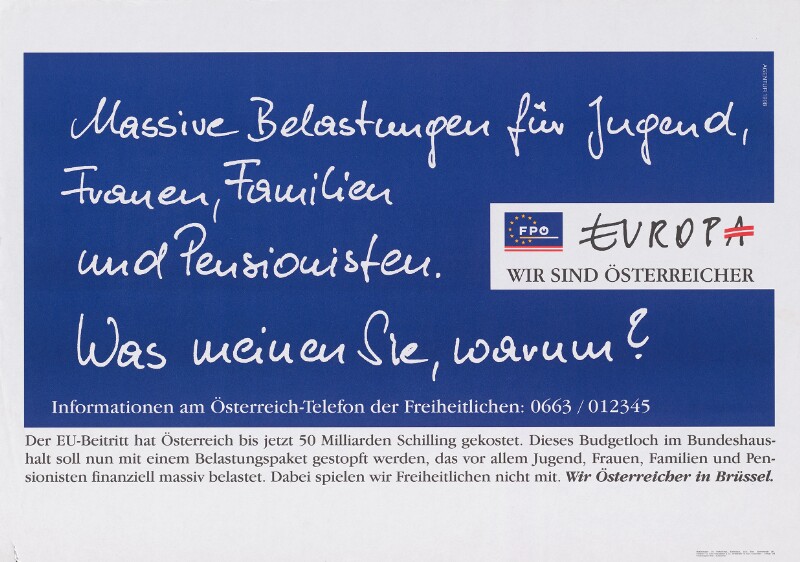 Massive Belastungen für Jugend,
Frauen, Familien
und Pensionisten.
Was meinen Sie, warum?
FPÖ
EUROPA
WIR SIND ÖSTERREICHER
Informationen am Österreich-Telefon der Freiheitlichen: 0663 / 012345
Der EU-Beitritt hat Österreich bis jetzt 50 Milliarden Schilling gekostet. Dieses Budgetloch im Bundeshaus-
halt soll nun mit einem Belastungspaket gestopft werden, das vor allem Jugend, Frauen, Familien und Pen-
sionisten finanziell massiv belastet. Dabei spielen wir Freiheitlichen nicht mit. Wir Österreicher in Brüssel.